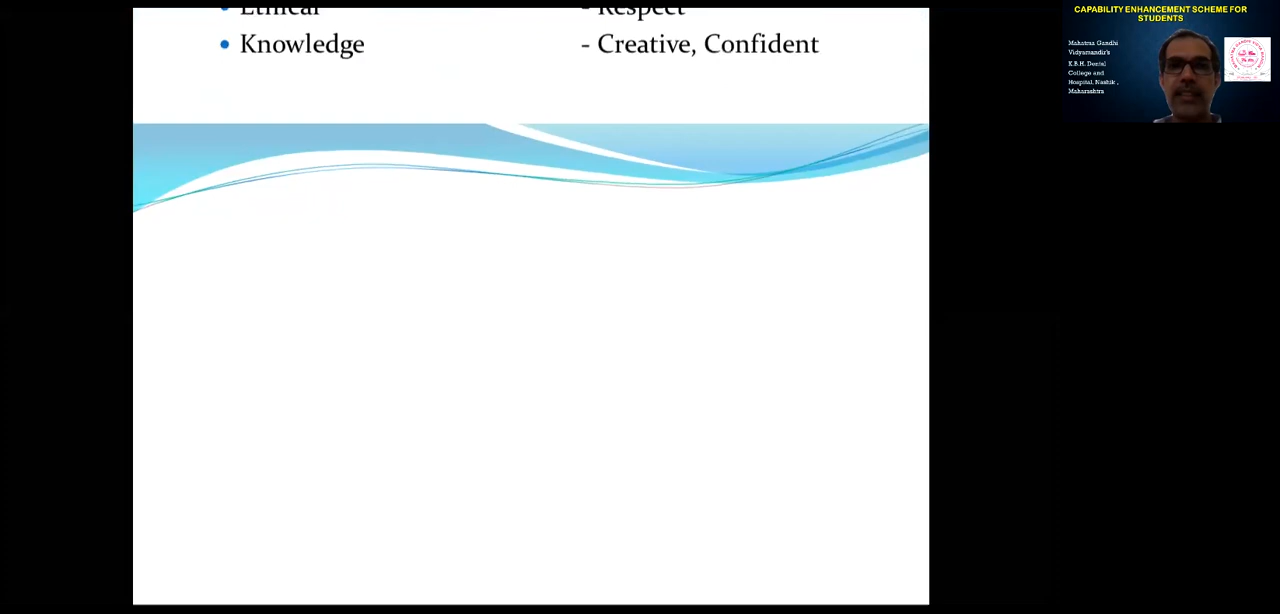 • Ethical - Respect
• Knowledge - Creative, Confident
CAPABILITY ENHANCEMENT SCHEME FOR
STUDENTS
Mahatma Gandhi
Vidyamandir's
K.B.H. Dental
College and
Hospital, Nashik ,
Maharashtra